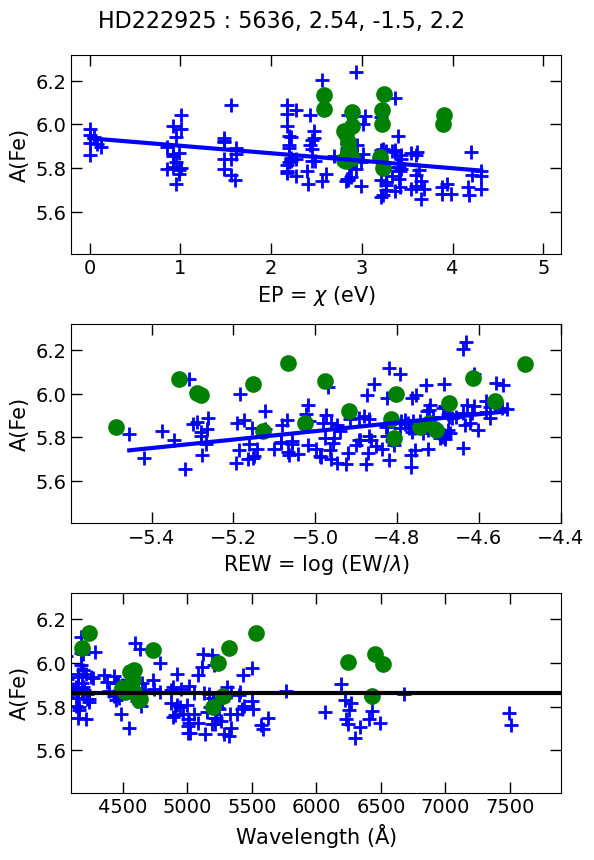 HD222925 : 5636, 2.54, -1.5, 2.2
6.2
6.0
5.8
5.6
A(Fe)
0 1 2 3 4 5
EP = χ (eV)
6.2
6.0
5.8
5.6
A(Fe)
−5.4 −5.2 −5.0 −4.8 −4.6 −4.4
REW = log (EW/λ)
6.2
6.0
5.8
5.6
A(Fe)
4500 5000 5500 6000 6500 7000 7500
Wavelength (Å)